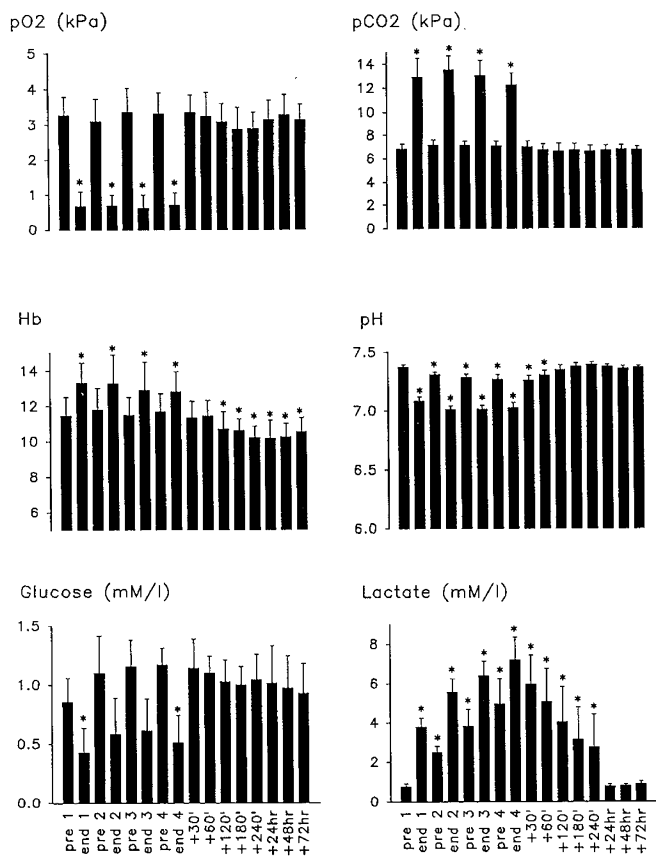 pO2 (kPa)
5
4
3
2
1
0
* * * *
pCO2 (kPa)
14
12
10
8
6
4
2
0
* * * *
Hb
14
12
10
8
6
* * * * * * * * * *
pH
7.5
7.0
6.5
6.0
* * * * * * * * *
Glucose (mM/l)
1.5
1.0
0.5
0.0
* *
pre 1
end 1
pre 2
end 2
pre 3
end 3
pre 4
end 4
+30'
+60'
+120'
+180'
+240'
+24hr
+48hr
+72hr
Lactate (mM/l)
8
6
4
2
0
* * * * * * * * * * * *
pre 1
end 1
pre 2
end 2
pre 3
end 3
pre 4
end 4
+30'
+60'
+120'
+180'
+240'
+24hr
+48hr
+72hr